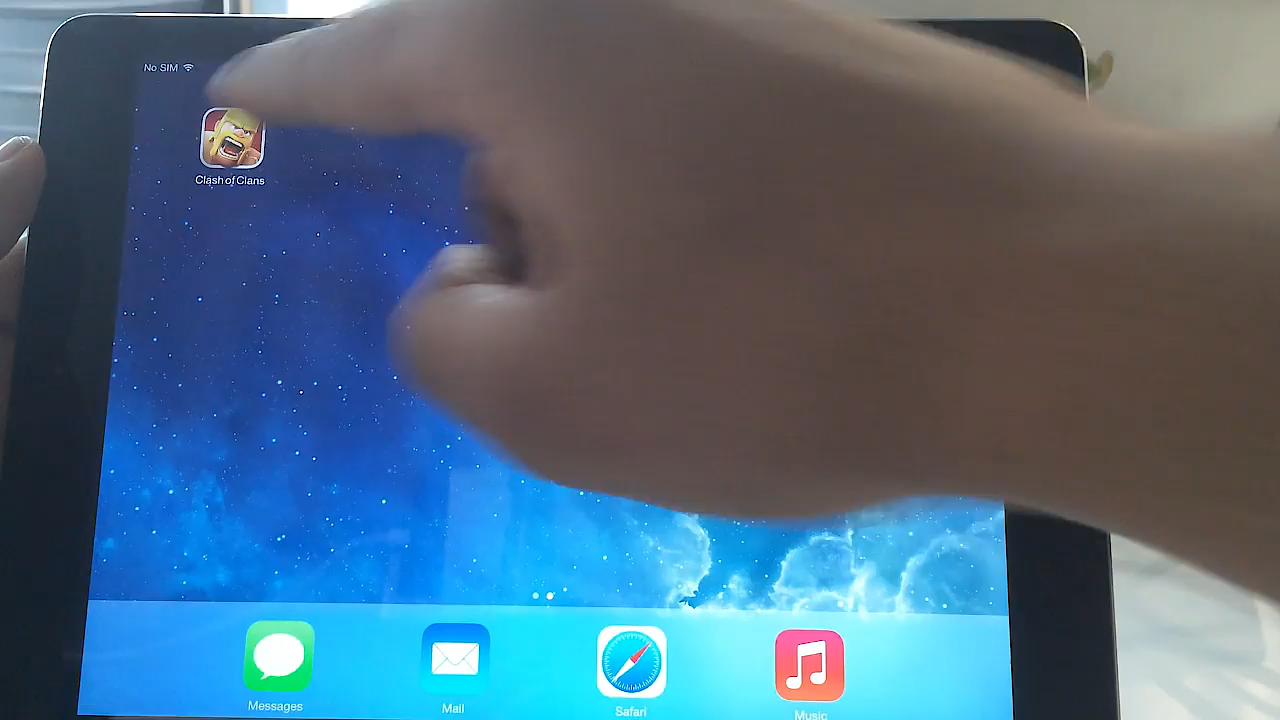 No SIM
Clash of Clans
Messages
Mail
Safari
Music